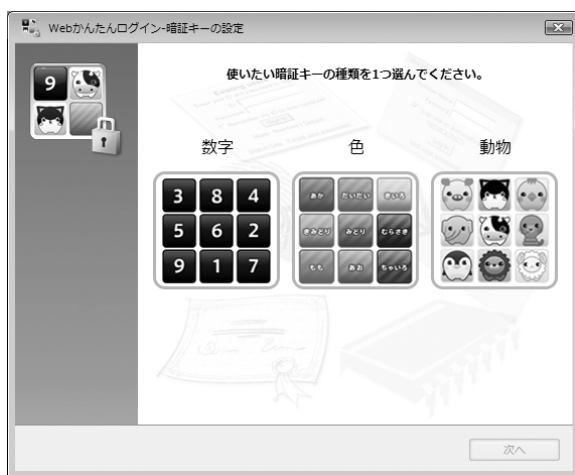 Webかんたんログイン-暗証キーの設定
9
使いたい暗証キーの種類を1つ選んでください。
数字
色
動物
3 8 4
5 6 2
9 1 7
あか だいだい きいろ
きみどり みどり むらさき
もも あお ちゃいろ
次へ